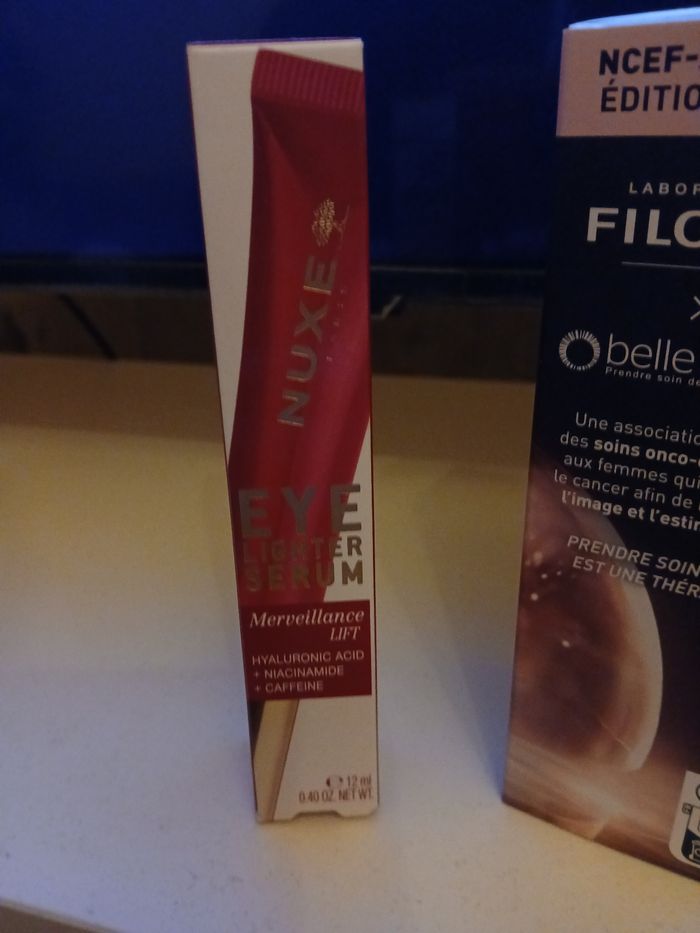 NUXE
PARIS
EYE
LIGHTER
SERUM
Merveillance
LIFT
HYALURONIC ACID
+ NIACINAMIDE
+ CAFFEINE
℮ 12 ml
0.40 OZ. NET WT.
NCEF-
ÉDITIO
LABOR
FILO
belle
Prendre soin de
Une associatio
des soins onco-
aux femmes qui
le cancer afin de
l'image et l'estim
PRENDRE SOIN
EST UNE THÉR